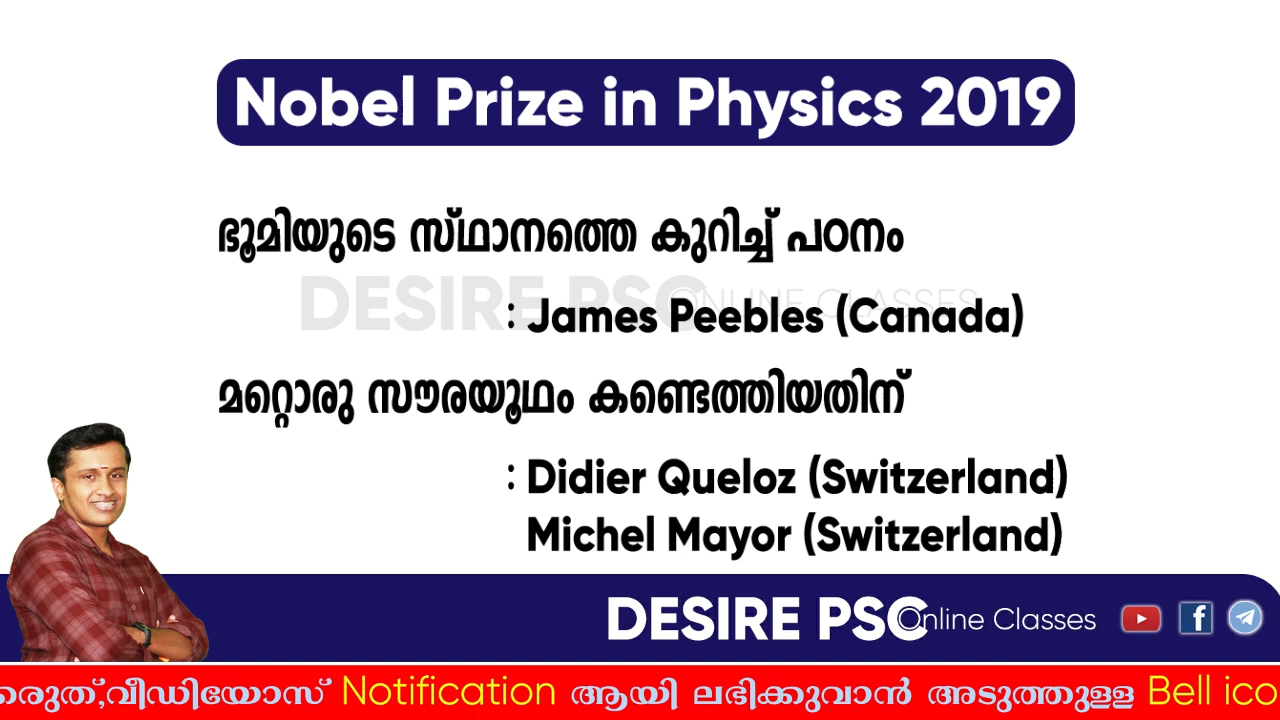 Nobel Prize in Physics 2019
ഭൂമിയുടെ സ്ഥാനത്തെ കുറിച്ച് പഠനം
DESIRE PSC ONLINE CLASSES
: James Peebles (Canada)
മറ്റൊരു സൗരയൂഥം കണ്ടെത്തിയതിന്
: Didier Queloz (Switzerland)
Michel Mayor (Switzerland)
DESIRE PSC Online Classes
കരുത്,വീഡിയോസ് Notification ആയി ലഭിക്കുവാൻ അടുത്തുള്ള Bell ico